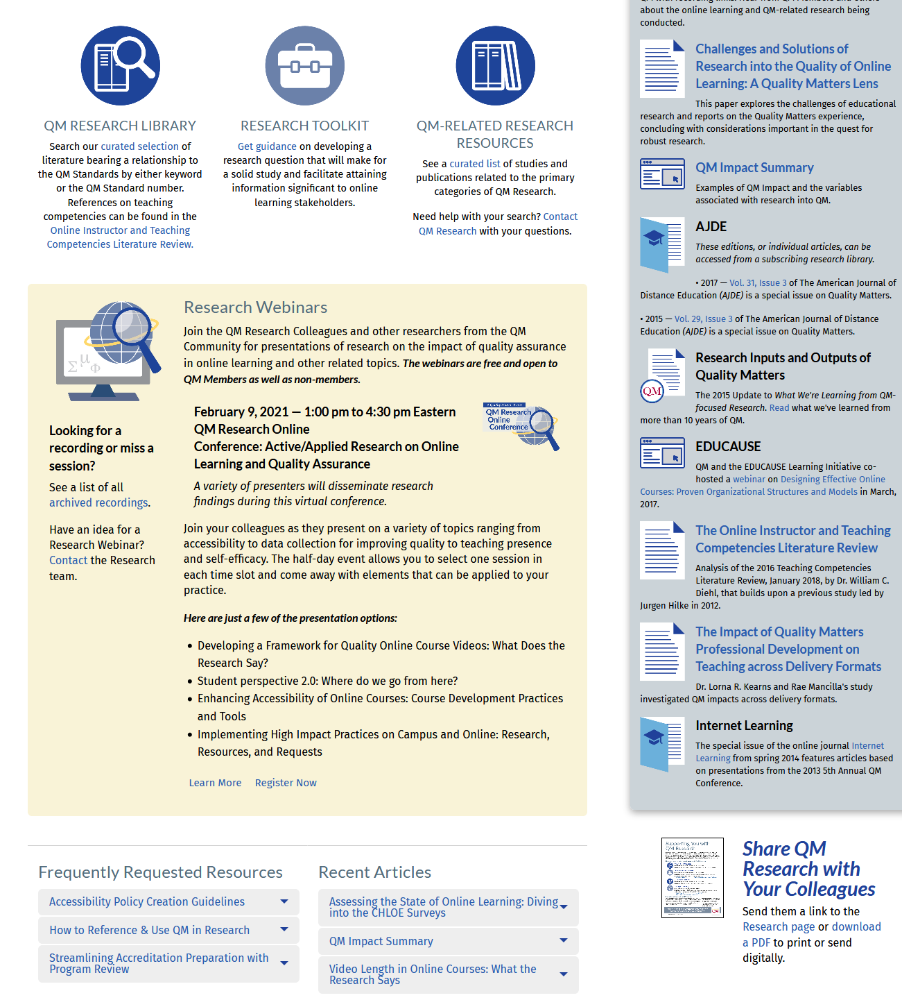 QM RESEARCH LIBRARY
Search our curated selection of
literature bearing a relationship to
the QM Standards by either keyword
or the QM Standard number.
References on teaching
competencies can be found in the
Online Instructor and Teaching
Competencies Literature Review.
RESEARCH TOOLKIT
Get guidance on developing a
research question that will make for
a solid study and facilitate attaining
information significant to online
learning stakeholders.
QM-RELATED RESEARCH
RESOURCES
See a curated list of studies and
publications related to the primary
categories of QM Research.
Need help with your search? Contact
QM Research with your questions.
Σ μ Φ
Looking for a
recording or miss a
session?
See a list of all
archived recordings.
Have an idea for a
Research Webinar?
Contact the Research
team.
Research Webinars
Join the QM Research Colleagues and other researchers from the QM
Community for presentations of research on the impact of quality assurance
in online learning and other related topics. The webinars are free and open to
QM Members as well as non-members.
February 9, 2021 — 1:00 pm to 4:30 pm Eastern
QM Research Online
Conference: Active/Applied Research on Online
Learning and Quality Assurance
A variety of presenters will disseminate research
findings during this virtual conference.
A Quality Matters Event
QM Research
Online
Conference
Join your colleagues as they present on a variety of topics ranging from
accessibility to data collection for improving quality to teaching presence
and self-efficacy. The half-day event allows you to select one session in
each time slot and come away with elements that can be applied to your
practice.
Here are just a few of the presentation options:
• Developing a Framework for Quality Online Course Videos: What Does the
Research Say?
• Student perspective 2.0: Where do we go from here?
• Enhancing Accessibility of Online Courses: Course Development Practices
and Tools
• Implementing High Impact Practices on Campus and Online: Research,
Resources, and Requests
Learn More Register Now
Frequently Requested Resources
Accessibility Policy Creation Guidelines
How to Reference & Use QM in Research
Streamlining Accreditation Preparation with
Program Review
Recent Articles
Assessing the State of Online Learning: Diving
into the CHLOE Surveys
QM Impact Summary
Video Length in Online Courses: What the
Research Says
about the online learning and QM-related research being
conducted.
Challenges and Solutions of
Research into the Quality of Online
Learning: A Quality Matters Lens
This paper explores the challenges of educational
research and reports on the Quality Matters experience,
concluding with considerations important in the quest for
robust research.
QM Impact Summary
Examples of QM Impact and the variables
associated with research into QM.
AJDE
These editions, or individual articles, can be
accessed from a subscribing research library.
• 2017 — Vol. 31, Issue 3 of The American Journal of
Distance Education (AJDE) is a special issue on Quality Matters.
• 2015 — Vol. 29, Issue 3 of The American Journal of Distance
Education (AJDE) is a special issue on Quality Matters.
QM
Research Inputs and Outputs of
Quality Matters
The 2015 Update to What We're Learning from QM-
focused Research. Read what we've learned from
more than 10 years of QM.
EDUCAUSE
QM and the EDUCAUSE Learning Initiative co-
hosted a webinar on Designing Effective Online
Courses: Proven Organizational Structures and Models in March,
2017.
The Online Instructor and Teaching
Competencies Literature Review
Analysis of the 2016 Teaching Competencies
Literature Review, January 2018, by Dr. William C.
Diehl, that builds upon a previous study led by
Jurgen Hilke in 2012.
The Impact of Quality Matters
Professional Development on
Teaching across Delivery Formats
Dr. Lorna R. Kearns and Rae Mancilla's study
investigated QM impacts across delivery formats.
Internet Learning
The special issue of the online journal Internet
Learning from spring 2014 features articles based
on presentations from the 2013 5th Annual QM
Conference.
Supporting You with
QM Research
Share QM
Research with
Your Colleagues
Send them a link to the
Research page or download
a PDF to print or send
digitally.